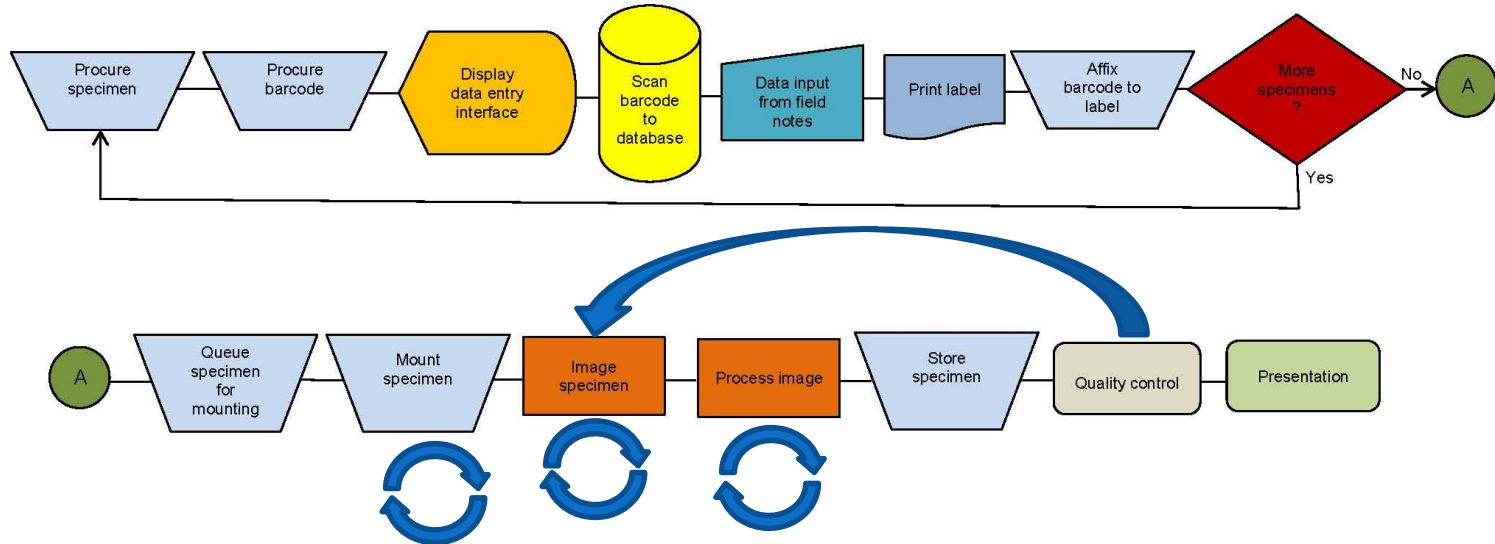 Procure
specimen
Procure
barcode
Display
data entry
interface
Scan
barcode
to
database
Data input
from field
notes
Print label
Affix
barcode to
label
More
specimens
?
No
A
Yes
A
Queue
specimen
for
mounting
Mount
specimen
Image
specimen
Process image
Store
specimen
Quality control
Presentation